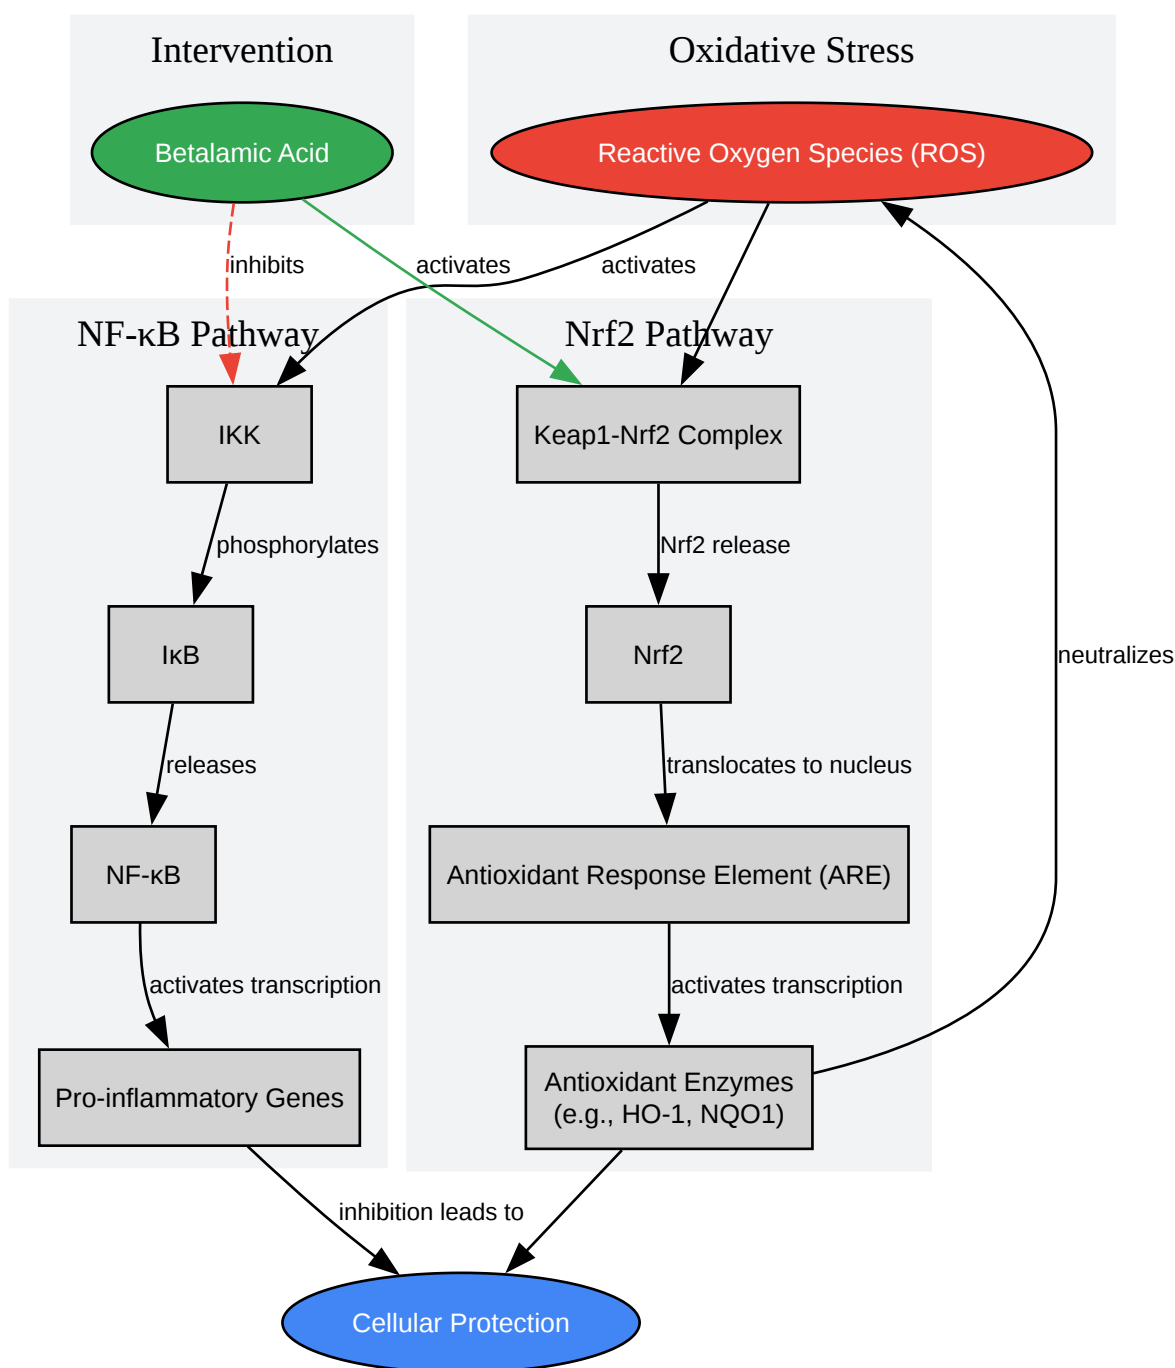 Intervention
Oxidative Stress
Betalamic Acid
Reactive Oxygen Species (ROS)
inhibits
activates
activates
NF-κB Pathway
Nrf2 Pathway
IKK
Keap1-Nrf2 Complex
phosphorylates
Nrf2 release
IκB
Nrf2
neutralizes
releases
translocates to nucleus
NF-κB
Antioxidant Response Element (ARE)
activates transcription
activates transcription
Pro-inflammatory Genes
Antioxidant Enzymes
(e.g., HO-1, NQO1)
inhibition leads to
Cellular Protection